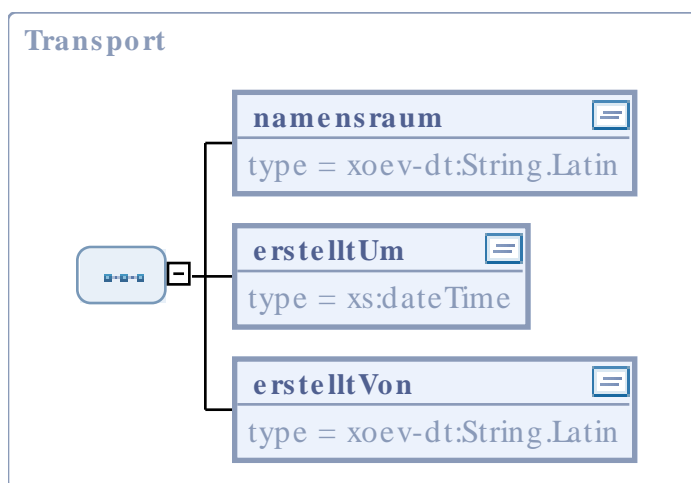 Transport
namensraum
type = xoev-dt:String.Latin
erstelltUm
type = xs:dateTime
erstelltVon
type = xoev-dt:String.Latin